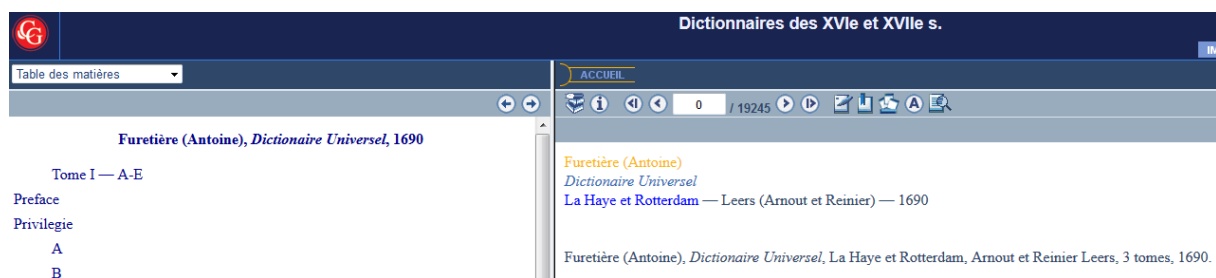 CG
Dictionnaires des XVIe et XVIIe s.
IM
Table des matières
ACCUEIL
0 / 19245
A
Furetière (Antoine), Dictionaire Universel, 1690
Tome I — A-E
Preface
Privilegie
A
B
Furetière (Antoine)
Dictionaire Universel
La Haye et Rotterdam — Leers (Arnout et Reinier) — 1690
Furetière (Antoine), Dictionaire Universel, La Haye et Rotterdam, Arnout et Reinier Leers, 3 tomes, 1690.